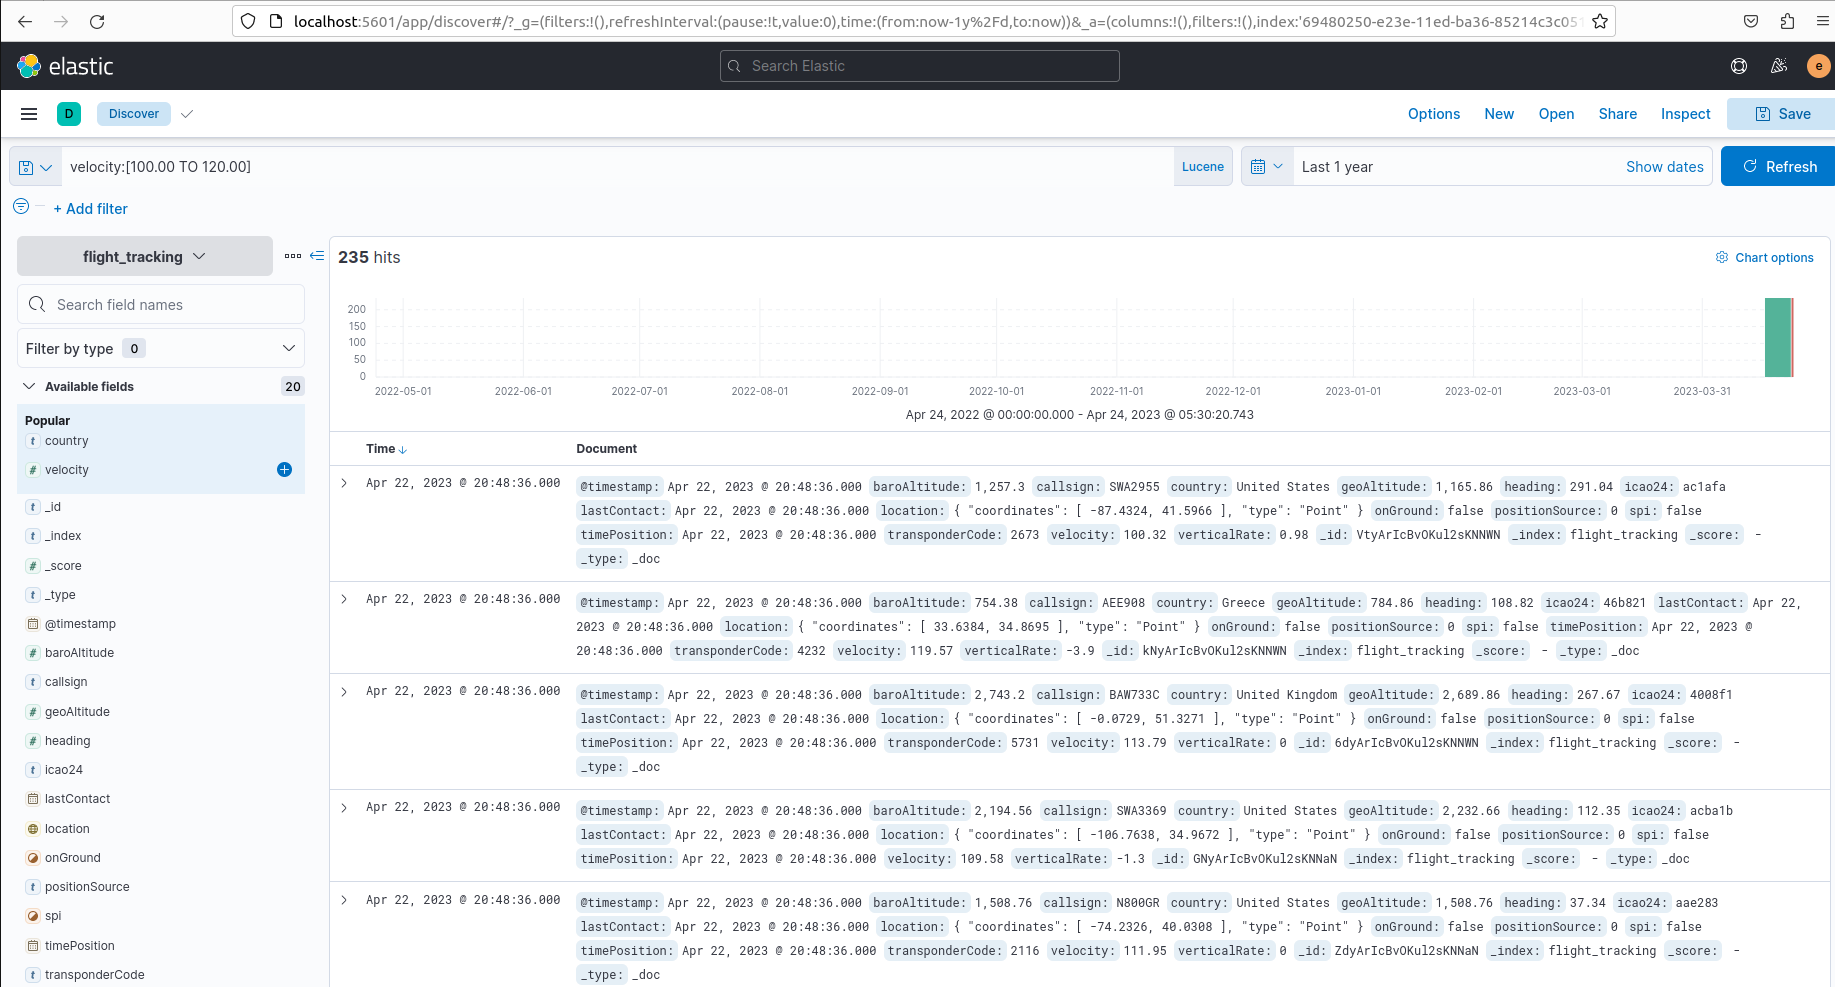 localhost:5601/app/discover#/?_g=(filters:!(),refreshInterval:(pause:!t,value:0),time:(from:now-1y%2Fd,to:now))&_a=(columns:!(),filters:!(),index:'69480250-e23e-11ed-ba36-85214c3c051
elastic
Search Elastic
e
D
Discover
Options New Open Share Inspect Save
velocity:[100.00 TO 120.00]
Lucene
Last 1 year
Show dates
Refresh
+ Add filter
flight_tracking
235 hits
Chart options
Search field names
Filter by type 0
Available fields 20
Popular
t country
# velocity
t _id
t _index
# _score
t _type
@timestamp
# baroAltitude
t callsign
# geoAltitude
# heading
t icao24
lastContact
location
onGround
t positionSource
spi
timePosition
t transponderCode
200
150
100
50
0
2022-05-01 2022-06-01 2022-07-01 2022-08-01 2022-09-01 2022-10-01 2022-11-01 2022-12-01 2023-01-01 2023-02-01 2023-03-01 2023-03-31
Apr 24, 2022 @ 00:00:00.000 - Apr 24, 2023 @ 05:30:20.743
Time Document
Apr 22, 2023 @ 20:48:36.000 @timestamp: Apr 22, 2023 @ 20:48:36.000 baroAltitude: 1,257.3 callsign: SWA2955 country: United States geoAltitude: 1,165.86 heading: 291.04 icao24: ac1afa
lastContact: Apr 22, 2023 @ 20:48:36.000 location: { "coordinates": [ -87.4324, 41.5966 ], "type": "Point" } onGround: false positionSource: 0 spi: false
timePosition: Apr 22, 2023 @ 20:48:36.000 transponderCode: 2673 velocity: 100.32 verticalRate: 0.98 _id: VtyArIcBvOKul2sKNNWN _index: flight_tracking _score: -
_type: _doc
Apr 22, 2023 @ 20:48:36.000 @timestamp: Apr 22, 2023 @ 20:48:36.000 baroAltitude: 754.38 callsign: AEE908 country: Greece geoAltitude: 784.86 heading: 108.82 icao24: 46b821 lastContact: Apr 22,
2023 @ 20:48:36.000 location: { "coordinates": [ 33.6384, 34.8695 ], "type": "Point" } onGround: false positionSource: 0 spi: false timePosition: Apr 22, 2023 @
20:48:36.000 transponderCode: 4232 velocity: 119.57 verticalRate: -3.9 _id: kNyArIcBvOKul2sKNNWN _index: flight_tracking _score: - _type: _doc
Apr 22, 2023 @ 20:48:36.000 @timestamp: Apr 22, 2023 @ 20:48:36.000 baroAltitude: 2,743.2 callsign: BAW733C country: United Kingdom geoAltitude: 2,689.86 heading: 267.67 icao24: 4008f1
lastContact: Apr 22, 2023 @ 20:48:36.000 location: { "coordinates": [ -0.0729, 51.3271 ], "type": "Point" } onGround: false positionSource: 0 spi: false
timePosition: Apr 22, 2023 @ 20:48:36.000 transponderCode: 5731 velocity: 113.79 verticalRate: 0 _id: 6dyArIcBvOKul2sKNNWN _index: flight_tracking _score: -
_type: _doc
Apr 22, 2023 @ 20:48:36.000 @timestamp: Apr 22, 2023 @ 20:48:36.000 baroAltitude: 2,194.56 callsign: SWA3369 country: United States geoAltitude: 2,232.66 heading: 112.35 icao24: acba1b
lastContact: Apr 22, 2023 @ 20:48:36.000 location: { "coordinates": [ -106.7638, 34.9672 ], "type": "Point" } onGround: false positionSource: 0 spi: false
timePosition: Apr 22, 2023 @ 20:48:36.000 velocity: 109.58 verticalRate: -1.3 _id: GNyArIcBvOKul2sKNNaN _index: flight_tracking _score: - _type: _doc
Apr 22, 2023 @ 20:48:36.000 @timestamp: Apr 22, 2023 @ 20:48:36.000 baroAltitude: 1,508.76 callsign: N800GR country: United States geoAltitude: 1,508.76 heading: 37.34 icao24: aae283
lastContact: Apr 22, 2023 @ 20:48:36.000 location: { "coordinates": [ -74.2326, 40.0308 ], "type": "Point" } onGround: false positionSource: 0 spi: false
timePosition: Apr 22, 2023 @ 20:48:36.000 transponderCode: 2116 velocity: 111.95 verticalRate: 0 _id: ZdyArIcBvOKul2sKNNaN _index: flight_tracking _score: -
_type: _doc